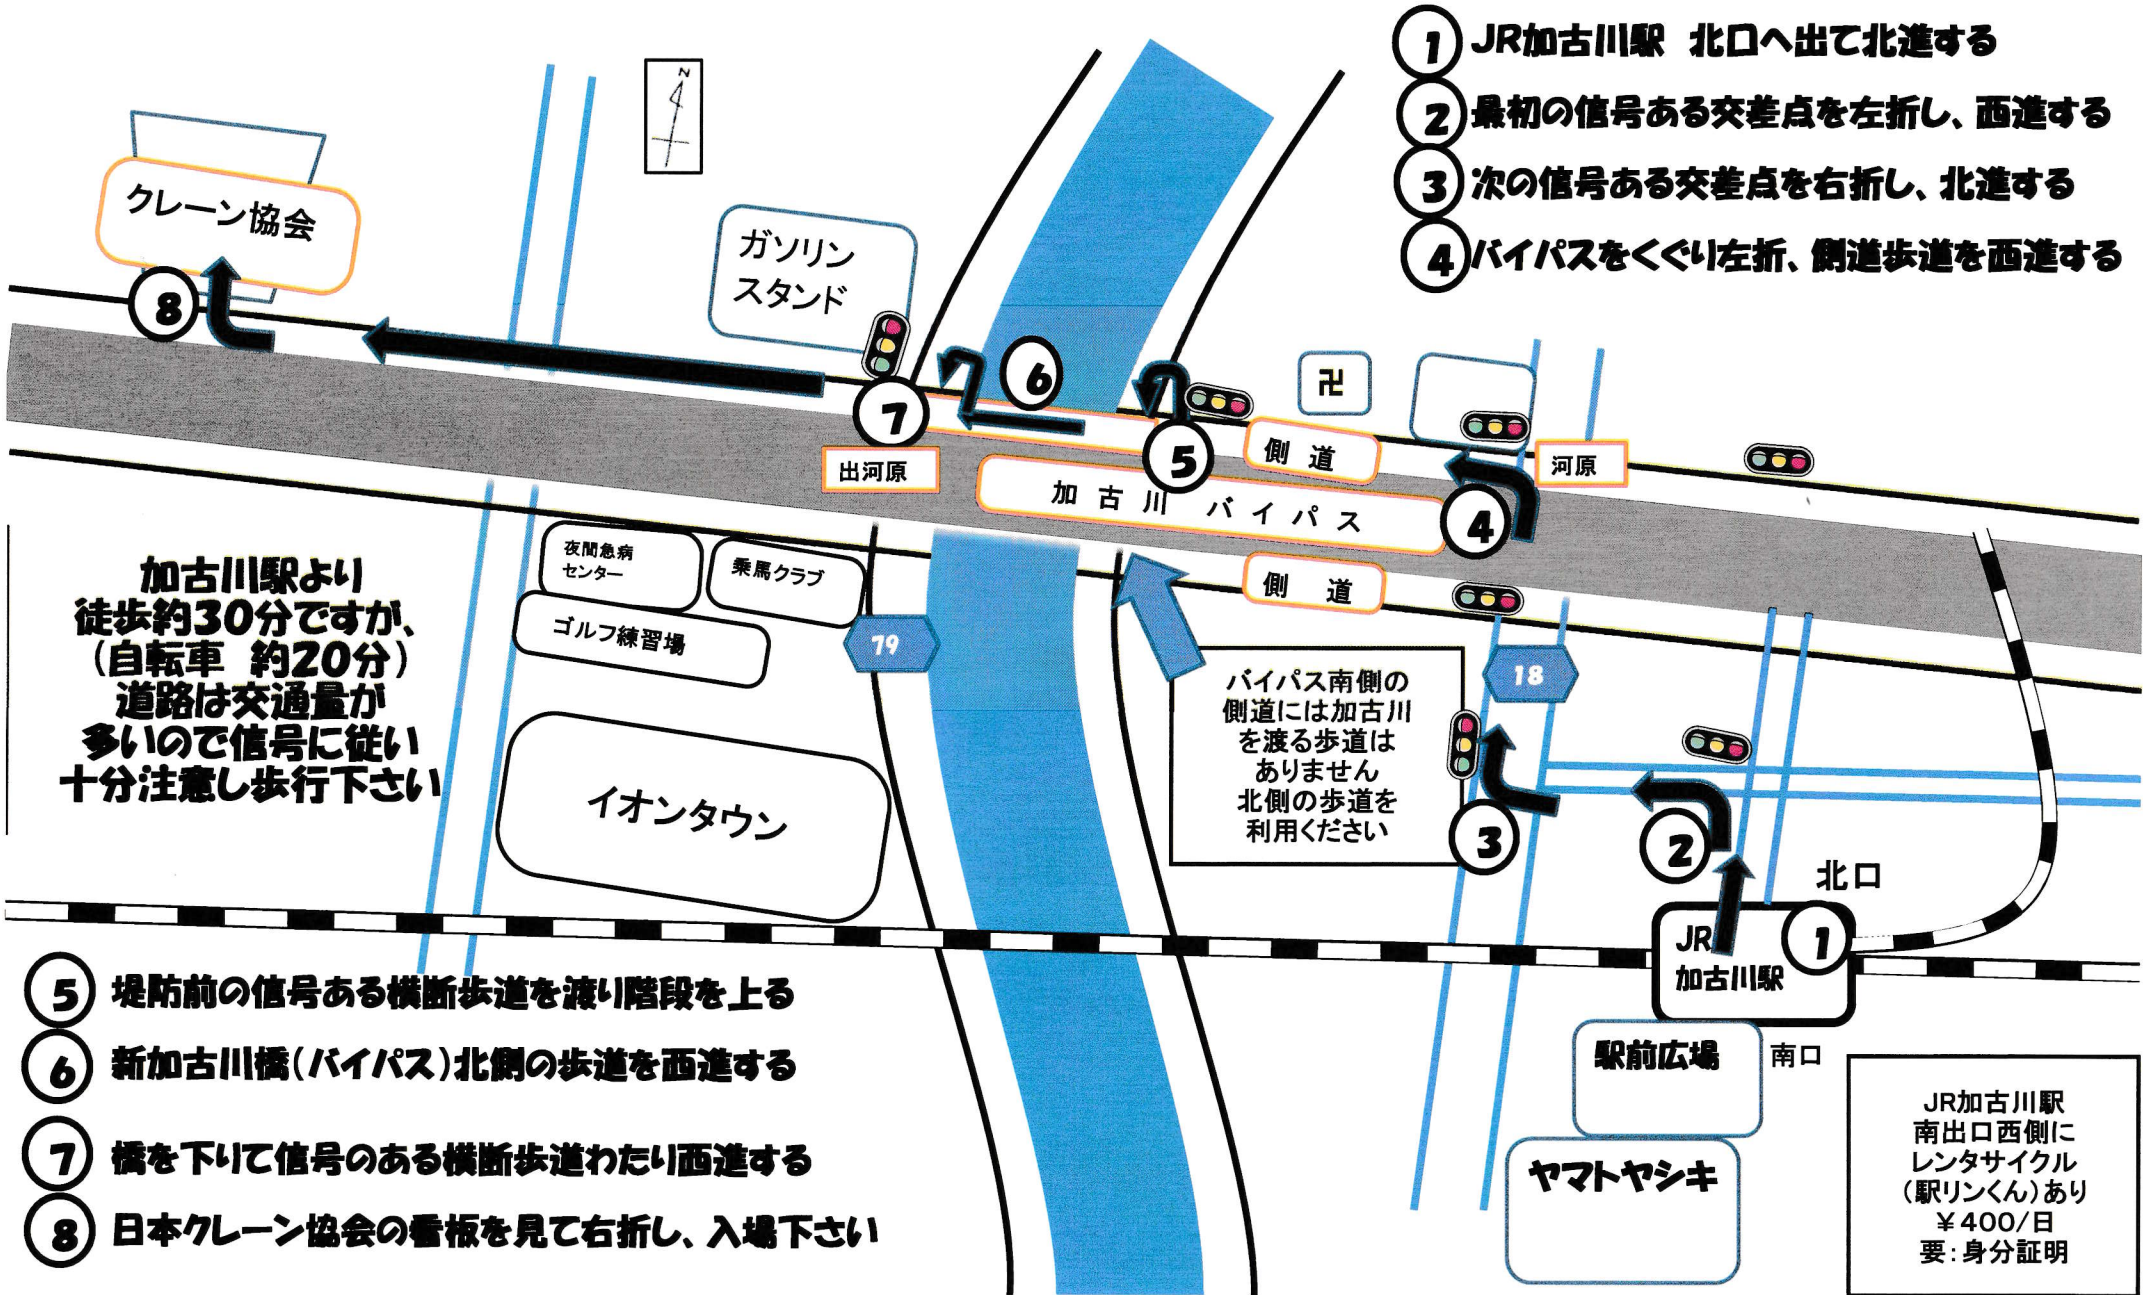 ① JR加古川駅 北口へ出て北進する
② 最初の信号ある交差点を左折し、西進する
③ 次の信号ある交差点を右折し、北進する
④ バイパスをくぐり左折、側道歩道を西進する
N
クレーン協会
ガソリン
スタンド
8
6
7
5
4
卍
側 道
河原
出河原
加 古 川 バ イ パ ス
側 道
夜間急病
センター
乗馬クラブ
ゴルフ練習場
79
18
加古川駅より
徒歩約30分ですが、
(自転車 約20分)
道路は交通量が
多いので信号に従い
十分注意し歩行下さい
バイパス南側の
側道には加古川
を渡る歩道は
ありません
北側の歩道を
利用ください
イオンタウン
3
2
北口
1
JR
加古川駅
駅前広場
南口
ヤマトヤシキ
⑤ 堤防前の信号ある横断歩道を渡り階段を上る
⑥ 新加古川橋(バイパス)北側の歩道を西進する
⑦ 橋を下りて信号のある横断歩道わたり西進する
⑧ 日本クレーン協会の看板を見て右折し、入場下さい
JR加古川駅
南出口西側に
レンタサイクル
(駅リンくん)あり
¥400/日
要:身分証明